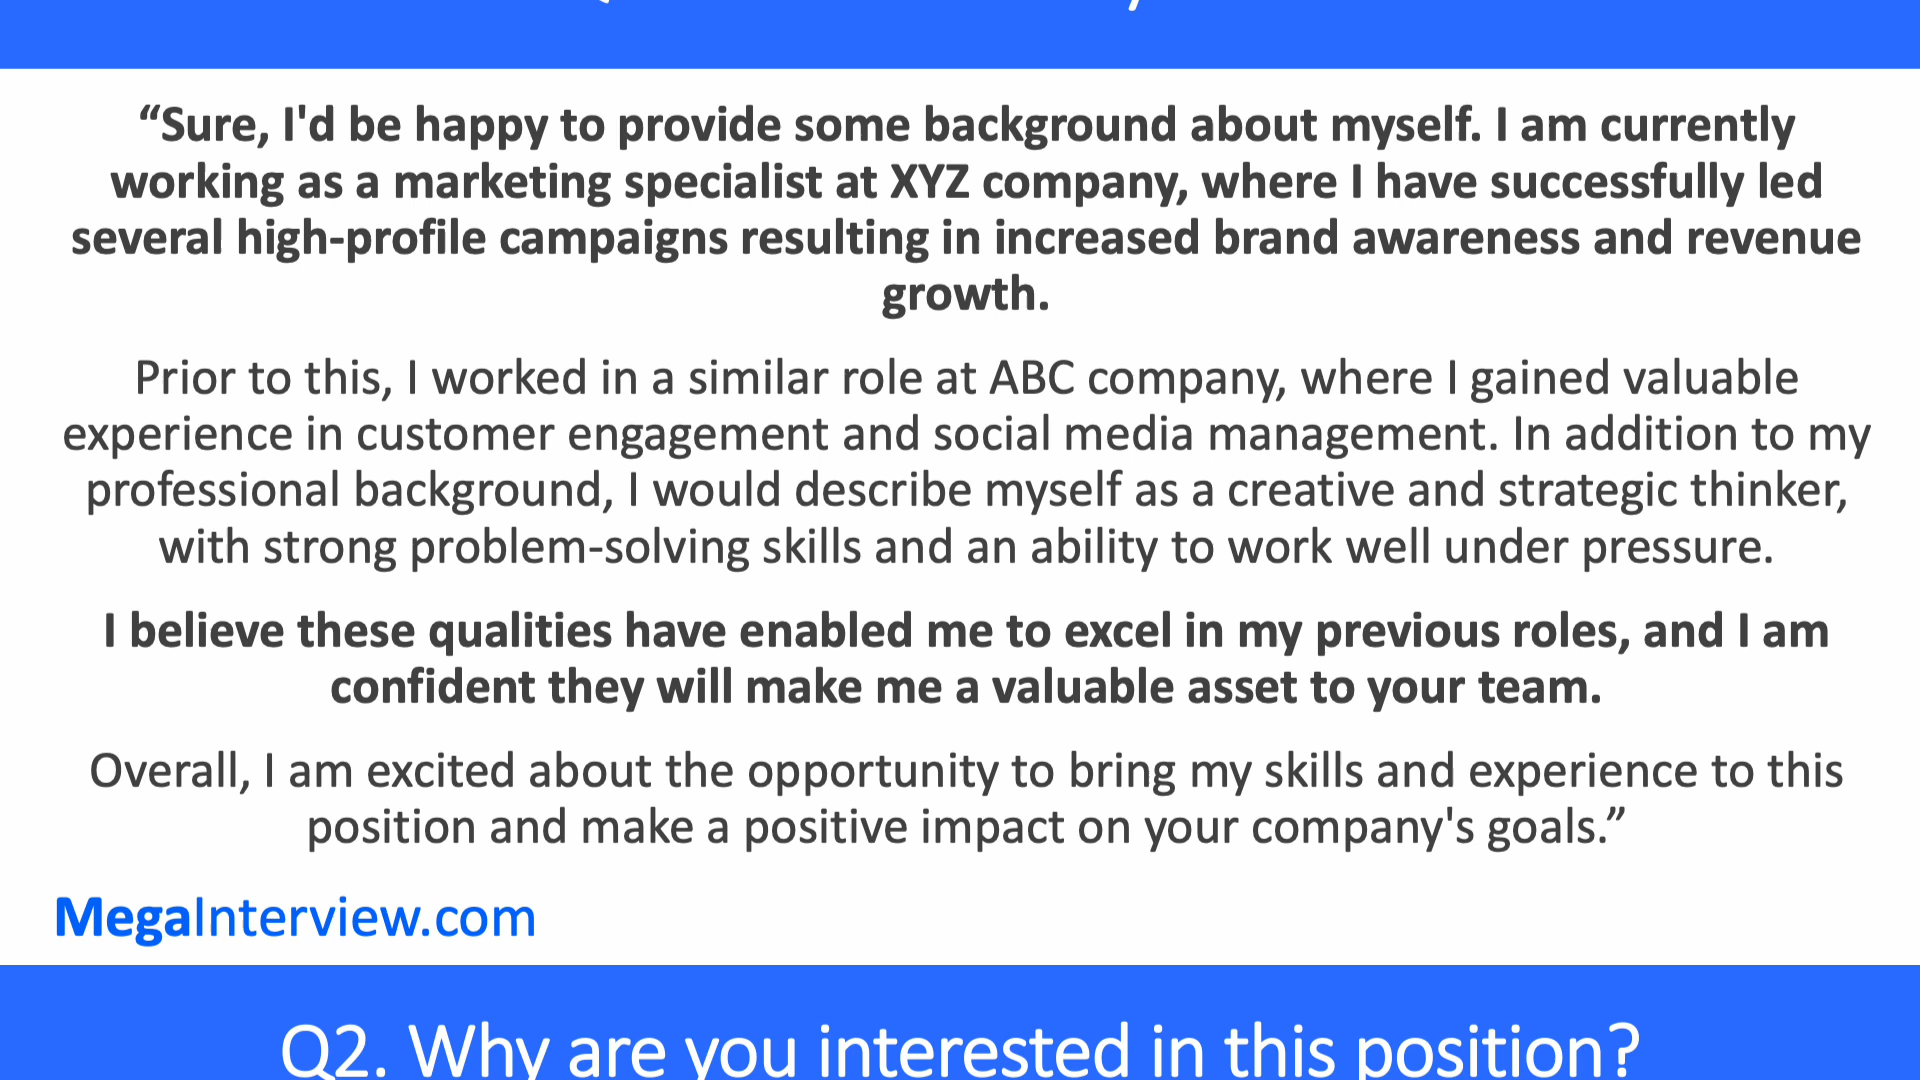 “Sure, I'd be happy to provide some background about myself. I am currently
working as a marketing specialist at XYZ company, where I have successfully led
several high-profile campaigns resulting in increased brand awareness and revenue
growth.
Prior to this, I worked in a similar role at ABC company, where I gained valuable
experience in customer engagement and social media management. In addition to my
professional background, I would describe myself as a creative and strategic thinker,
with strong problem-solving skills and an ability to work well under pressure.
I believe these qualities have enabled me to excel in my previous roles, and I am
confident they will make me a valuable asset to your team.
Overall, I am excited about the opportunity to bring my skills and experience to this
position and make a positive impact on your company's goals.”
MegaInterview.com
Q2. Why are you interested in this position?